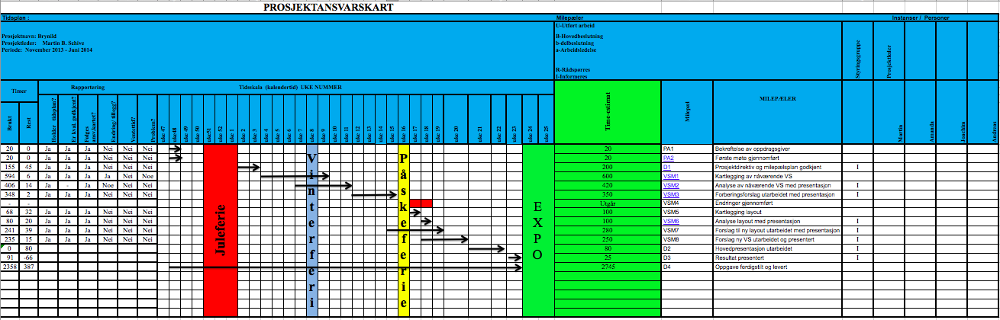 PROSJEKTANSVARSKART
Tidsplan : Milepæler Instanser / Personer
U-Utført arbeid
Prosjektnavn: Brynild B-Hovedbeslutning
Prosjektleder: Martin B. Schive b-delbeslutning
Periode: November 2013 - Juni 2014 a-Arbeidsledelse
R-Rådspørres
I-Informeres
Styringsgruppe Prosjektleder
Timer Rapportering Tidsskala (kalendertid) UKE NUMMER
Brukt Rest Holder tidsplan? Er kval. godkjent? Følges ansv.kartet? Endring/ tillegg? Ventetid? Problem? uke 47 uke48 uke 49 uke 50 uke51 uke 52 uke 1 uke 2 uke 3 uke 4 uke 5 uke 6 uke 7 uke 8 uke 9 uke 10 uke 11 uke 12 uke 13 uke 14 uke 15 uke 16 uke 17 uke 18 uke 19 uke 20 uke 21 uke 22 uke 23 uke 24 uke 25 Time-estimat Milepæl MILEPÆLER Martin Amanda Joachim Andreas
20 0 Ja Ja Ja Nei Nei Nei 20 PA1 Bekreftelse av oppdragsgiver
20 0 Ja Ja Ja Nei Nei Nei 20 PA2 Første møte gjennomført
155 45 Ja Ja Ja Nei Nei Nei 200 D1 Prosjektdirektiv og milepælsplan godkjent I
594 6 Ja Ja Ja Ja Nei Noe 600 VSM1 Kartlegging av nåværende VS
406 14 Ja - Ja Noe Nei Nei 420 VSM2 Analyse av nåværende VS med presentasjon I
348 2 Ja Ja Ja Nei Nei Nei 350 VSM3 Forberingsforslag utarbeidet med presentasjon I
- - - - - - - - Utgår VSM4 Endringer gjennomført
68 32 Ja Ja Ja Nei Nei Nei 100 VSM5 Kartlegging layout
80 20 Ja Ja Ja Nei Nei Nei 100 VSM6 Analyse layout med presentasjon I
241 39 Ja Ja Ja Nei Nei Nei 280 VSM7 Forslag til ny layout utarbeidet med presentasjon I
235 15 Ja Ja Ja Nei Nei Nei 250 VSM8 Forslag ny VS utarbeidet og presentert I
0 80 80 D2 Hovedpresentasjon utarbeidet I
91 -66 25 D3 Resultat presentert I
2358 387 2745 D4 Oppgave ferdigstilt og levert
Juleferie
Vinterferi
Påskeferie
EXPO